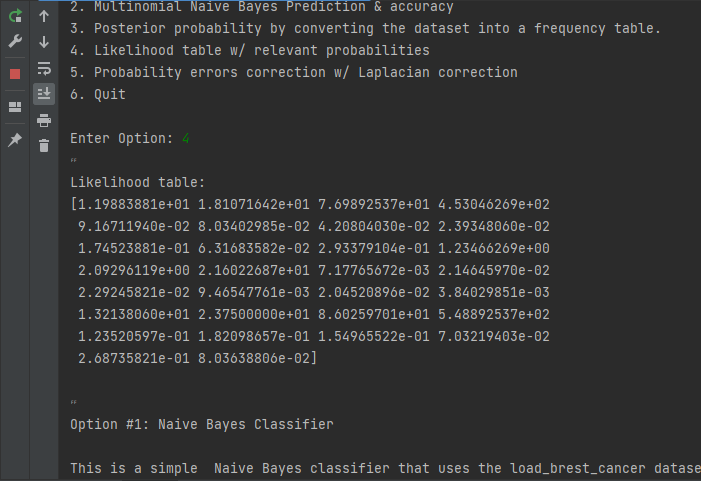 2. Multinomial Naive Bayes Prediction & accuracy
3. Posterior probability by converting the dataset into a frequency table.
4. Likelihood table w/ relevant probabilities
5. Probability errors correction w/ Laplacian correction
6. Quit
Enter Option: 4
“
Likelihood table:
[1.19883881e+01 1.81071642e+01 7.69892537e+01 4.53046269e+02
9.16711940e-02 8.03402985e-02 4.20804030e-02 2.39348060e-02
1.74523881e-01 6.31683582e-02 2.93379104e-01 1.23466269e+00
2.09296119e+00 2.16022687e+01 7.17765672e-03 2.14645970e-02
2.29245821e-02 9.46547761e-03 2.04520896e-02 3.84029851e-03
1.32138060e+01 2.37500000e+01 8.60259701e+01 5.48892537e+02
1.23520597e-01 1.82098657e-01 1.54965522e-01 7.03219403e-02
2.68735821e-01 8.03638806e-02]
“
Option #1: Naive Bayes Classifier
This is a simple  Naive Bayes classifier that uses the load_brest_cancer datase